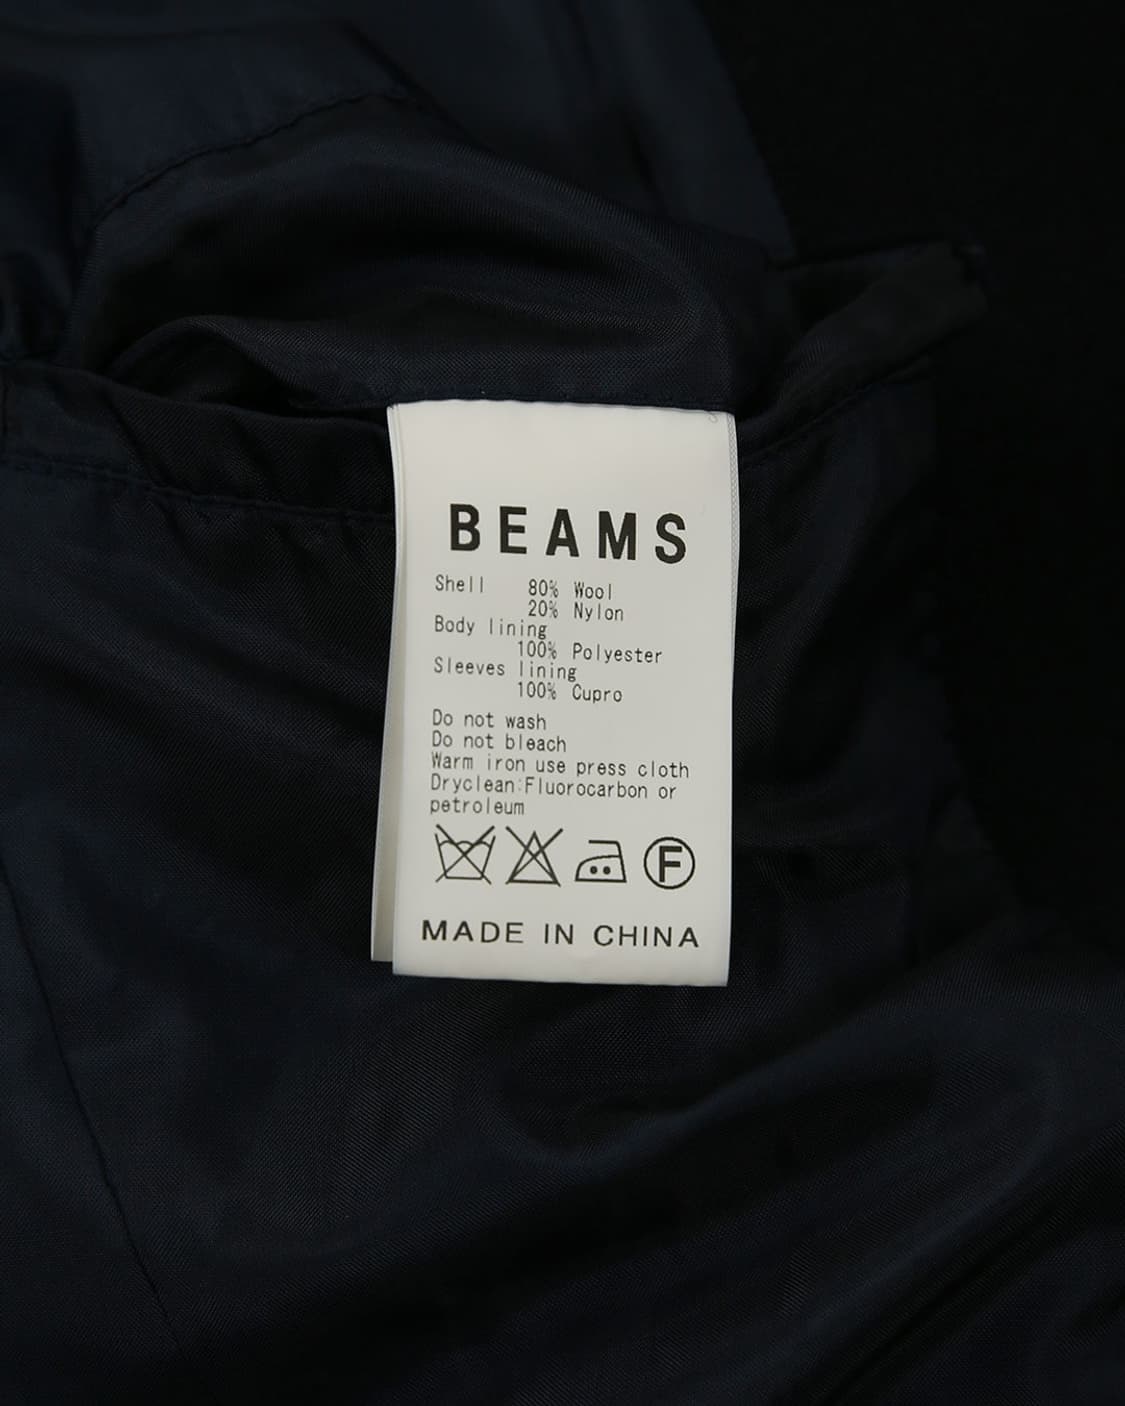 BEAMS
Shell 80% Wool
20% Nylon
Body lining
100% Polyester
Sleeves lining
100% Cupro
Do not wash
Do not bleach
Warm iron use press cloth
Dryclean:Fluorocarbon or
petroleum
F
MADE IN CHINA